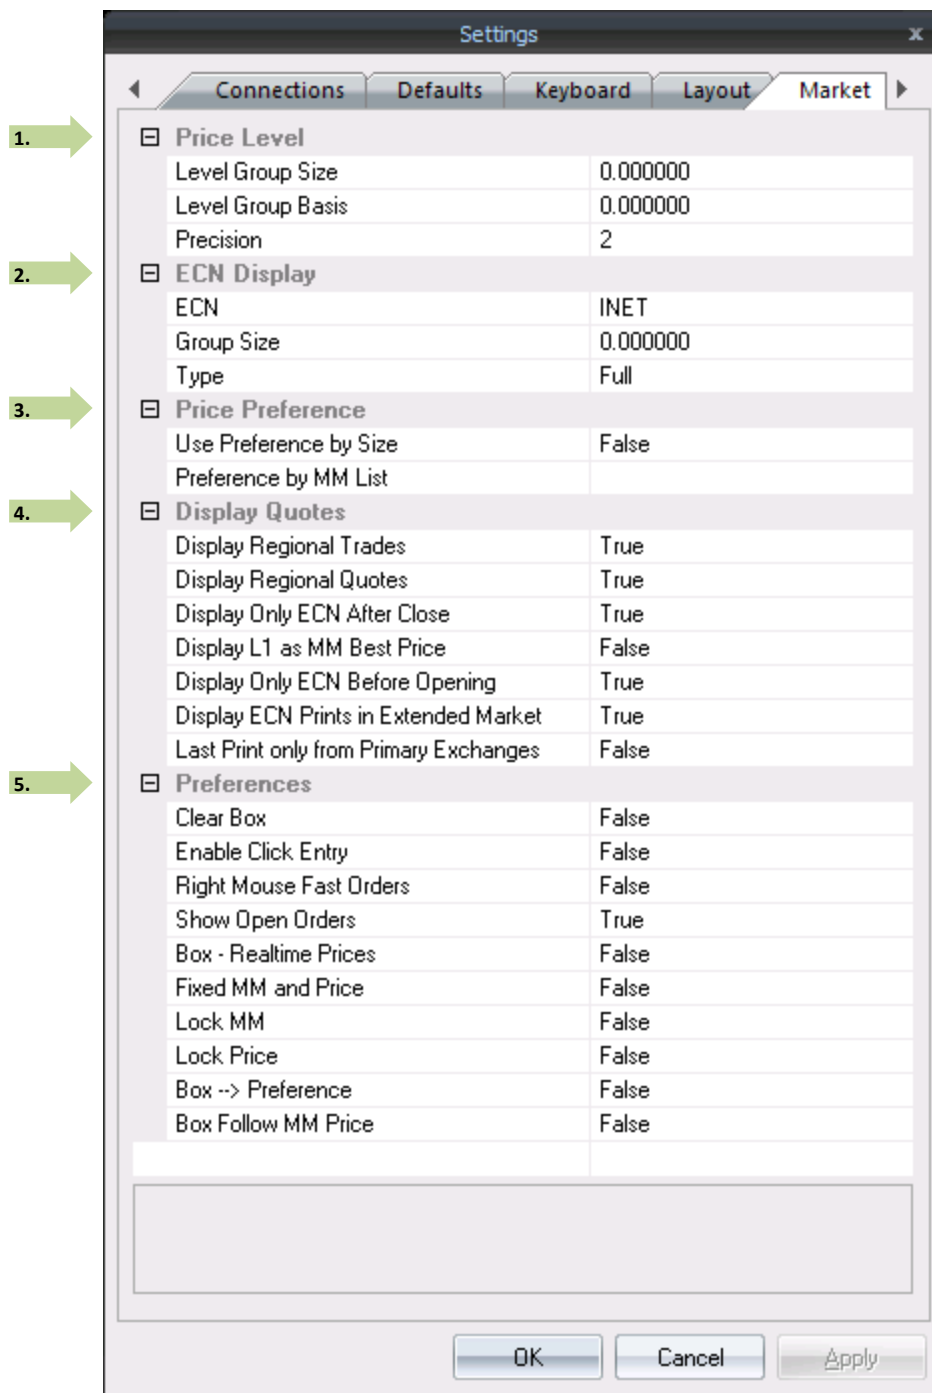 Settings x
Connections Defaults Keyboard Layout Market
1. Price Level
Level Group Size 0.000000
Level Group Basis 0.000000
Precision 2
2. ECN Display
ECN INET
Group Size 0.000000
Type Full
3. Price Preference
Use Preference by Size False
Preference by MM List
4. Display Quotes
Display Regional Trades True
Display Regional Quotes True
Display Only ECN After Close True
Display L1 as MM Best Price False
Display Only ECN Before Opening True
Display ECN Prints in Extended Market True
Last Print only from Primary Exchanges False
5. Preferences
Clear Box False
Enable Click Entry False
Right Mouse Fast Orders False
Show Open Orders True
Box - Realtime Prices False
Fixed MM and Price False
Lock MM False
Lock Price False
Box --> Preference False
Box Follow MM Price False
OK Cancel Apply